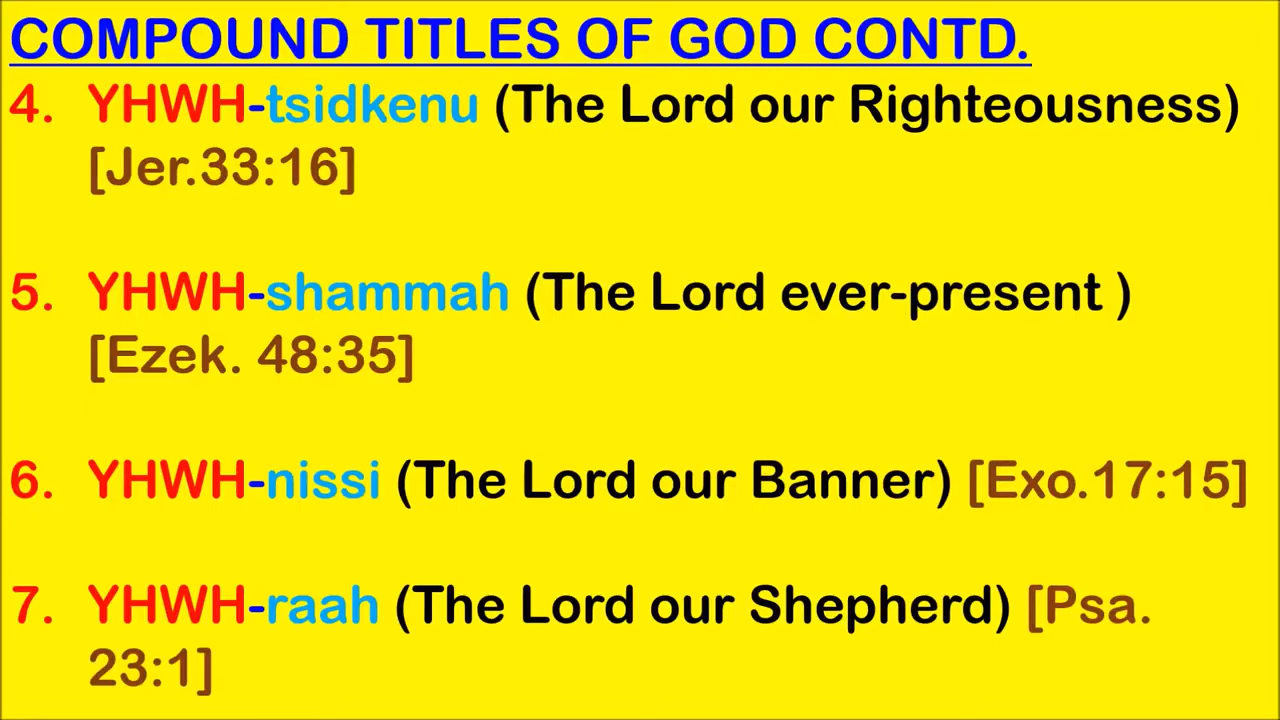 COMPOUND TITLES OF GOD CONTD.
4. YHWH-tsidkenu (The Lord our Righteousness)
[Jer.33:16]
5. YHWH-shammah (The Lord ever-present )
[Ezek. 48:35]
6. YHWH-nissi (The Lord our Banner) [Exo.17:15]
7. YHWH-raah (The Lord our Shepherd) [Psa.
23:1]